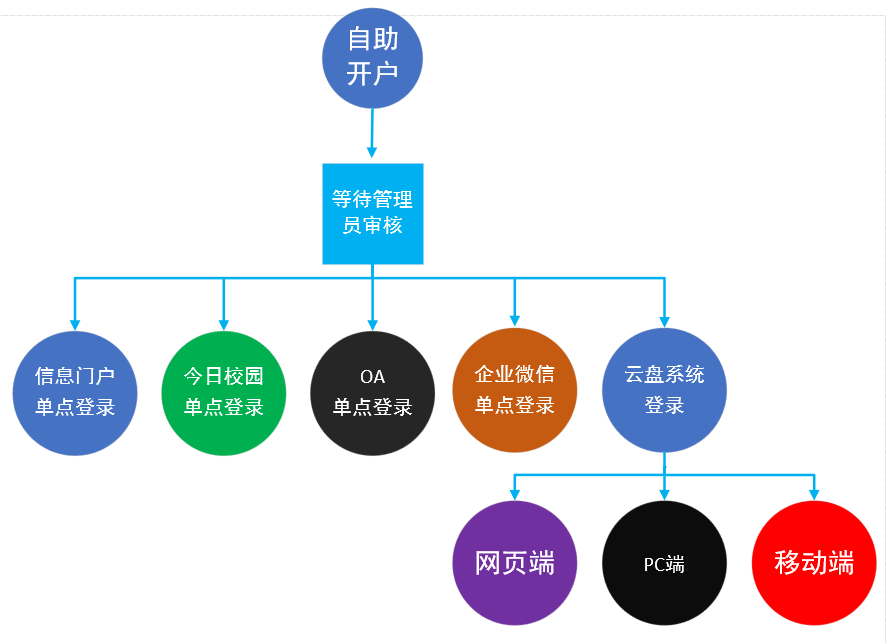 自助
开户
等待管理
员审核
信息门户
单点登录
今日校园
单点登录
OA
单点登录
企业微信
单点登录
云盘系统
登录
网页端
PC端
移动端